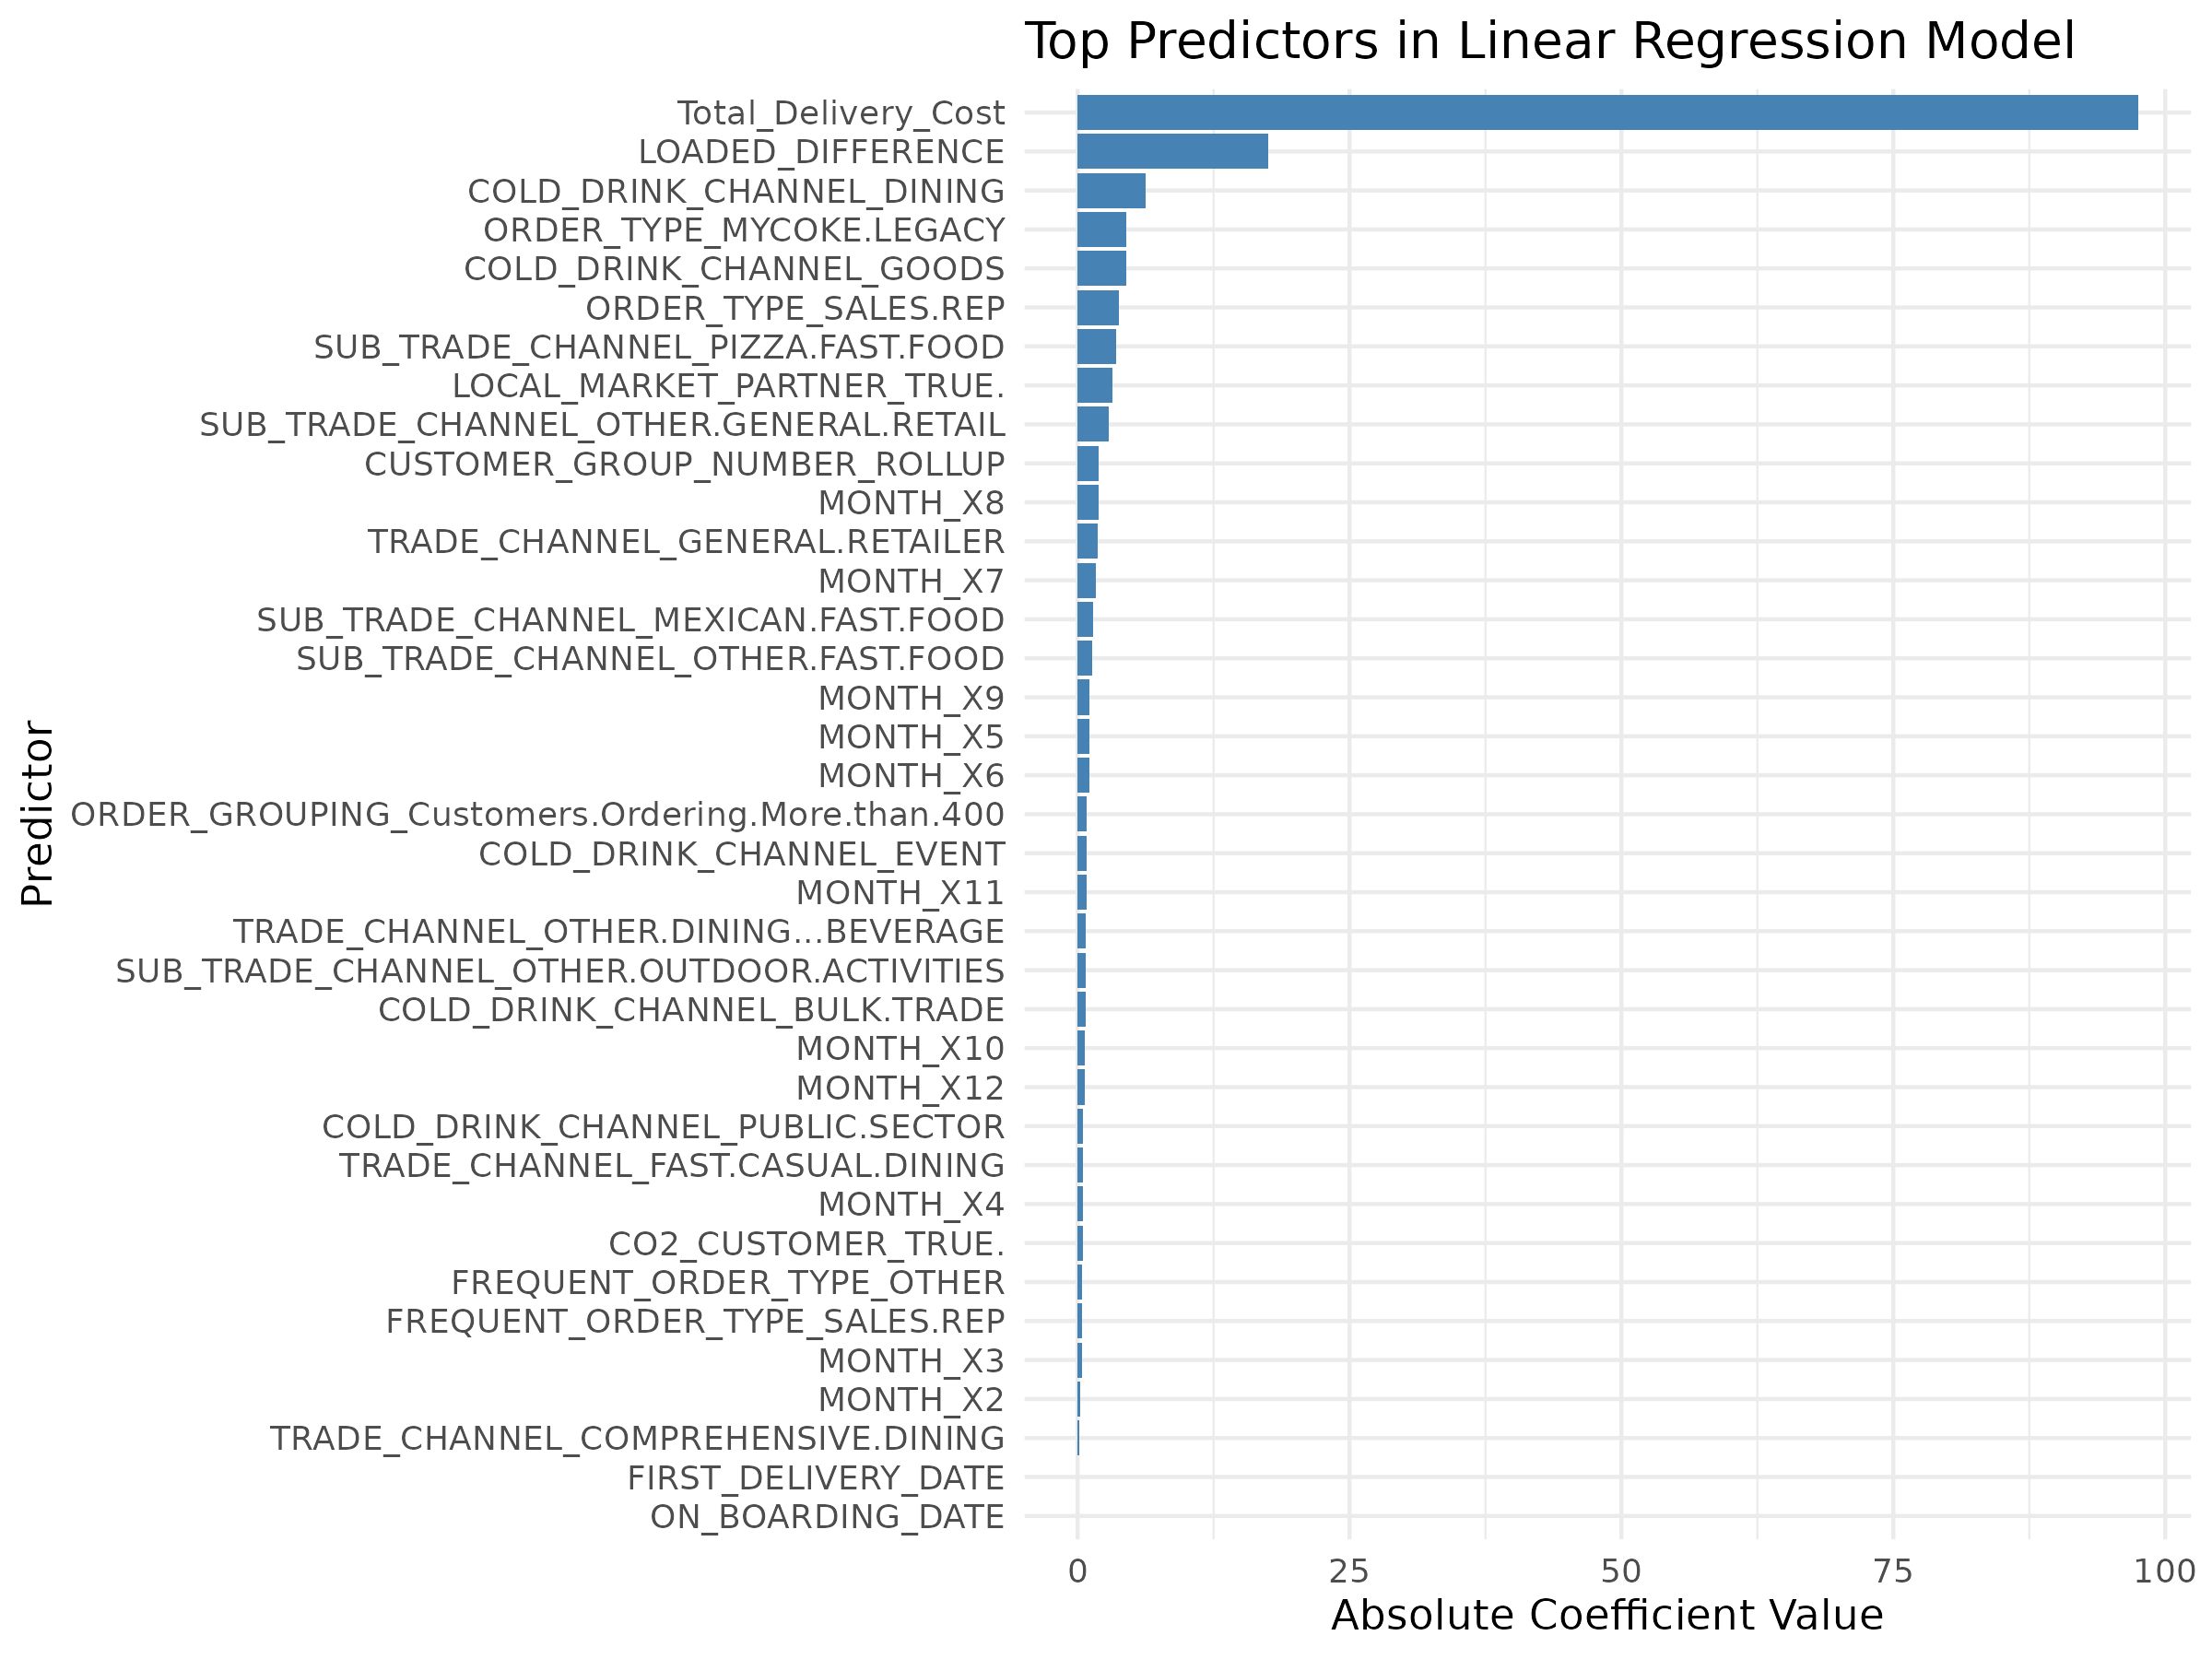 Top Predictors in Linear Regression Model
Total_Delivery_Cost
LOADED_DIFFERENCE
COLD_DRINK_CHANNEL_DINING
ORDER_TYPE_MYCOKE.LEGACY
COLD_DRINK_CHANNEL_GOODS
ORDER_TYPE_SALES.REP
SUB_TRADE_CHANNEL_PIZZA.FAST.FOOD
LOCAL_MARKET_PARTNER_TRUE.
SUB_TRADE_CHANNEL_OTHER.GENERAL.RETAIL
CUSTOMER_GROUP_NUMBER_ROLLUP
MONTH_X8
TRADE_CHANNEL_GENERAL.RETAILER
MONTH_X7
SUB_TRADE_CHANNEL_MEXICAN.FAST.FOOD
SUB_TRADE_CHANNEL_OTHER.FAST.FOOD
MONTH_X9
MONTH_X5
MONTH_X6
ORDER_GROUPING_Customers.Ordering.More.than.400
COLD_DRINK_CHANNEL_EVENT
MONTH_X11
TRADE_CHANNEL_OTHER.DINING...BEVERAGE
SUB_TRADE_CHANNEL_OTHER.OUTDOOR.ACTIVITIES
COLD_DRINK_CHANNEL_BULK.TRADE
MONTH_X10
MONTH_X12
COLD_DRINK_CHANNEL_PUBLIC.SECTOR
TRADE_CHANNEL_FAST.CASUAL.DINING
MONTH_X4
CO2_CUSTOMER_TRUE.
FREQUENT_ORDER_TYPE_OTHER
FREQUENT_ORDER_TYPE_SALES.REP
MONTH_X3
MONTH_X2
TRADE_CHANNEL_COMPREHENSIVE.DINING
FIRST_DELIVERY_DATE
ON_BOARDING_DATE
Predictor
0 25 50 75 100
Absolute Coefficient Value